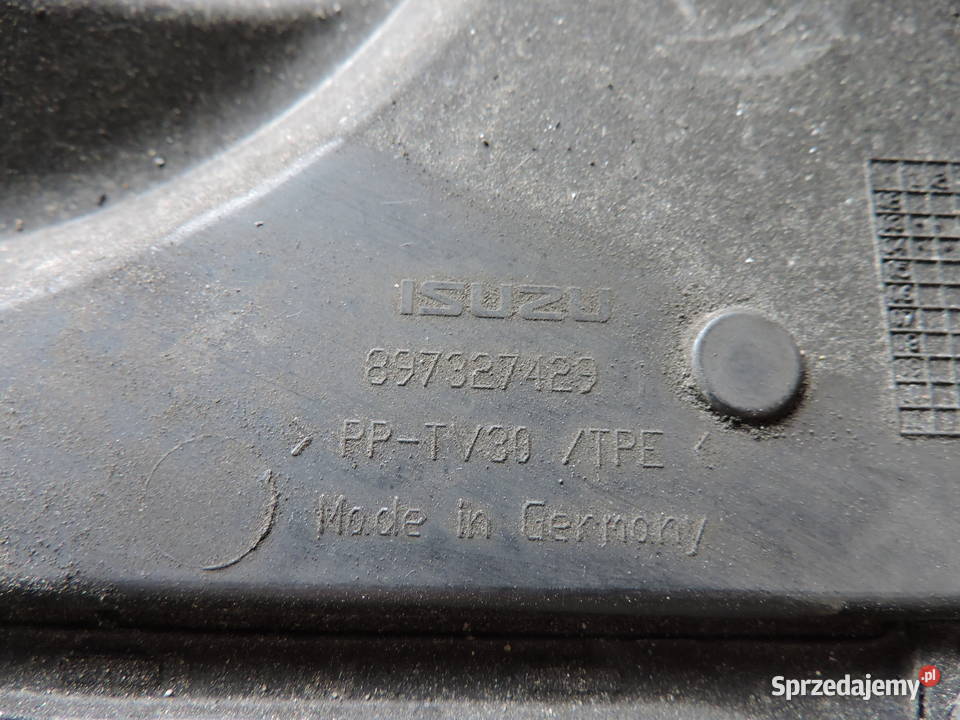 ISUZU
897327429
> PP-TV30 /TPE <
Made in Germany
Sprzedajemy.pl